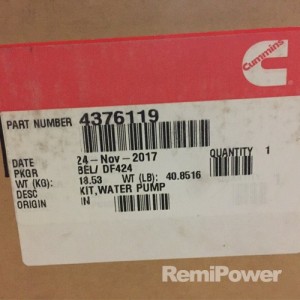 Cummins
PART NUMBER 4376119
DATE 24-Nov-2017 QUANTITY 1
PKGR BEL/ DF424
WT (KG): 18.53 WT (LB): 40.8516
DESC KIT,WATER PUMP
ORIGIN IN
RemiPower